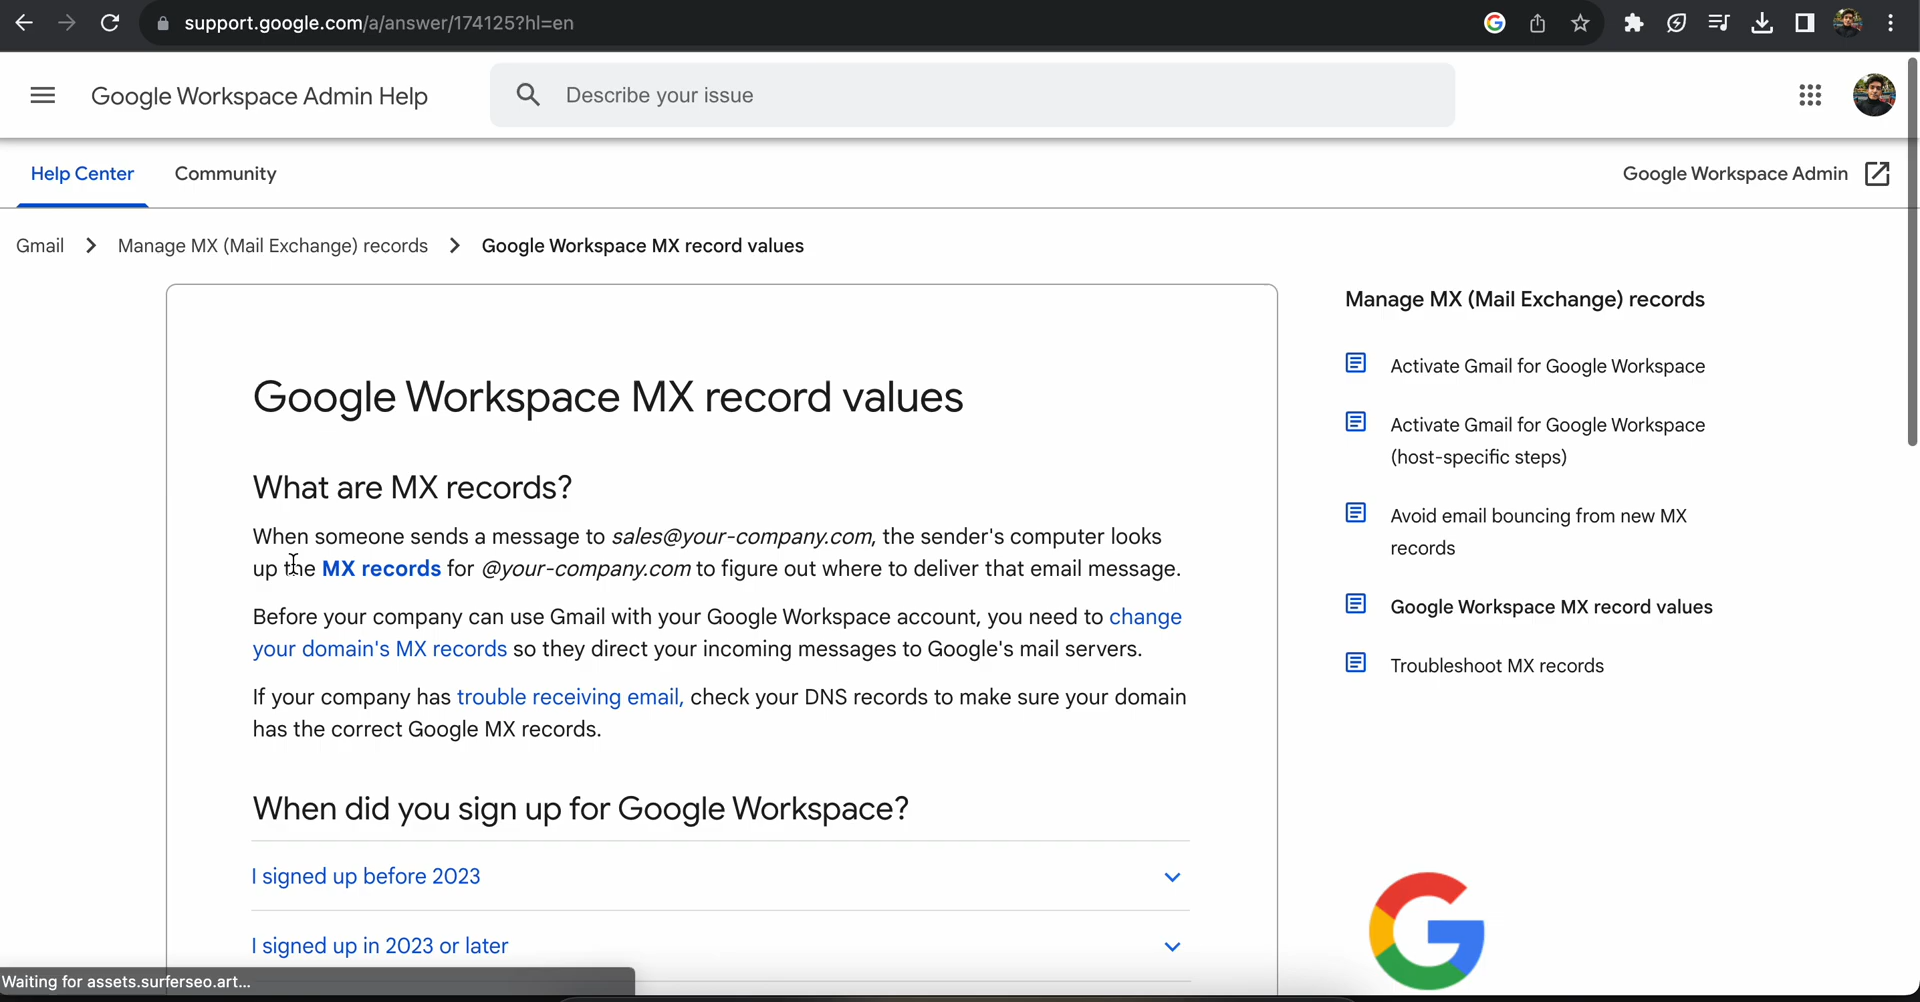 support.google.com/a/answer/174125?hl=en
Google Workspace Admin Help
Describe your issue
Help Center
Community
Google Workspace Admin
Gmail
Manage MX (Mail Exchange) records
Google Workspace MX record values
Google Workspace MX record values
What are MX records?
When someone sends a message to sales@your-company.com, the sender's computer looks
up the MX records for @your-company.com to figure out where to deliver that email message.
Before your company can use Gmail with your Google Workspace account, you need to change
your domain's MX records so they direct your incoming messages to Google's mail servers.
If your company has trouble receiving email, check your DNS records to make sure your domain
has the correct Google MX records.
When did you sign up for Google Workspace?
I signed up before 2023
I signed up in 2023 or later
Manage MX (Mail Exchange) records
Activate Gmail for Google Workspace
Activate Gmail for Google Workspace
(host-specific steps)
Avoid email bouncing from new MX
records
Google Workspace MX record values
Troubleshoot MX records
Waiting for assets.surferseo.art...